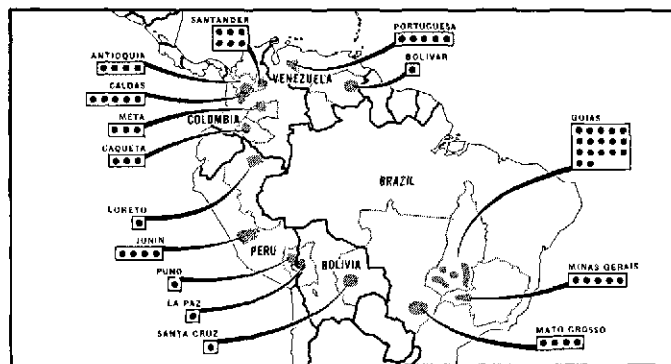 SANTANDER
PORTUGUESA
ANTIOQUIA
BOLIVAR
CALDAS
VENEZUELA
META
COLOMBIA
CAQUETA
GUIAS
BRAZIL
LORETO
JUNIN
PERU
BOLIVIA
PUNO
MINAS GERAIS
LA PAZ
SANTA CRUZ
MATO GROSSO